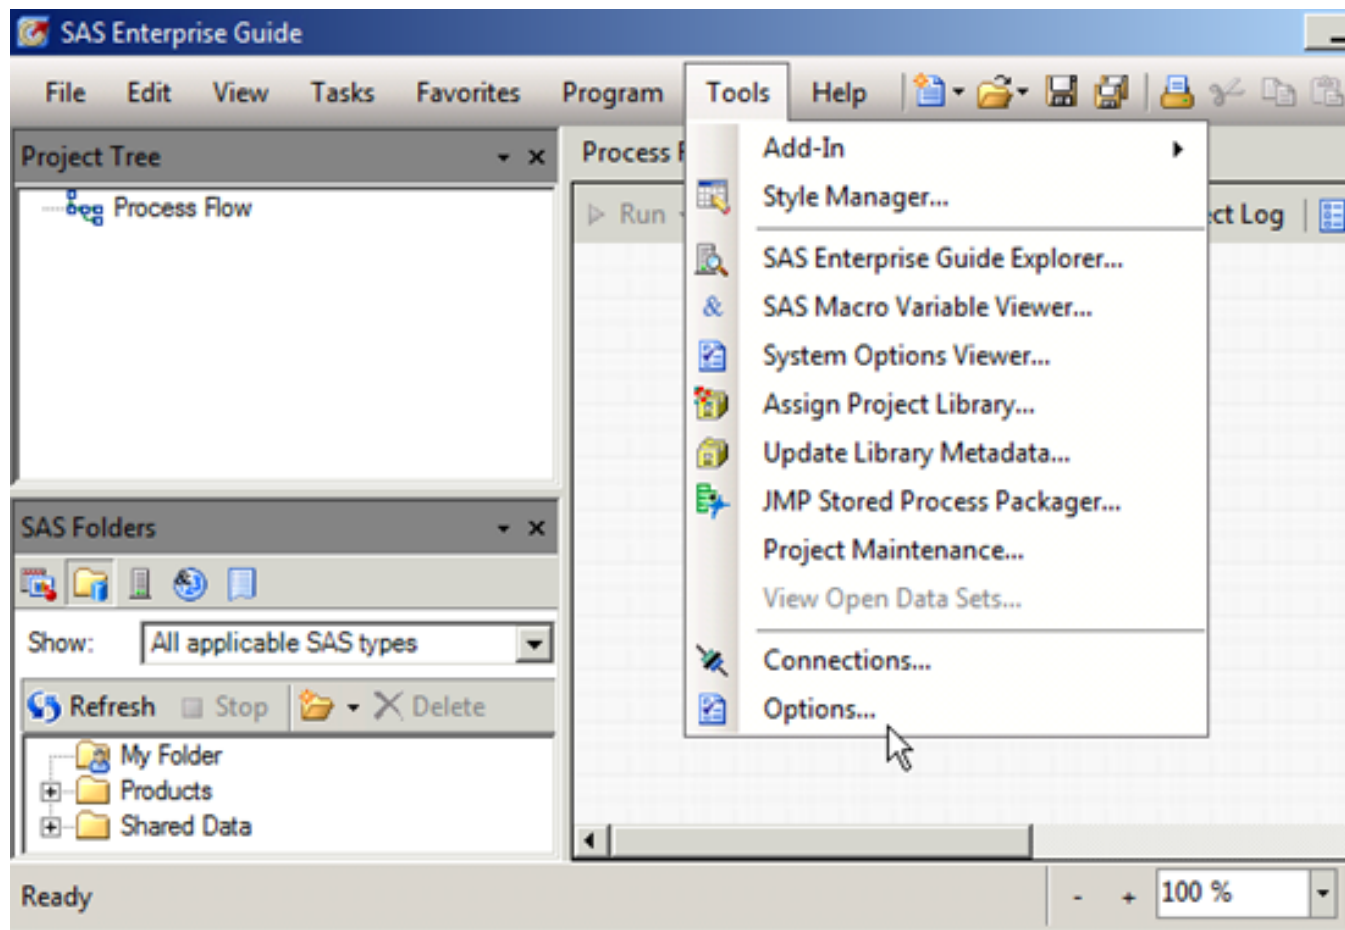 SAS Enterprise Guide
File Edit View Tasks Favorites Program Tools Help
Project Tree
Process Flow
Process F
Run
ct Log
Add-In
Style Manager...
SAS Enterprise Guide Explorer...
SAS Macro Variable Viewer...
System Options Viewer...
Assign Project Library...
Update Library Metadata...
JMP Stored Process Packager...
Project Maintenance...
View Open Data Sets...
Connections...
Options...
SAS Folders
Show: All applicable SAS types
Refresh Stop Delete
My Folder
Products
Shared Data
Ready
- + 100 %